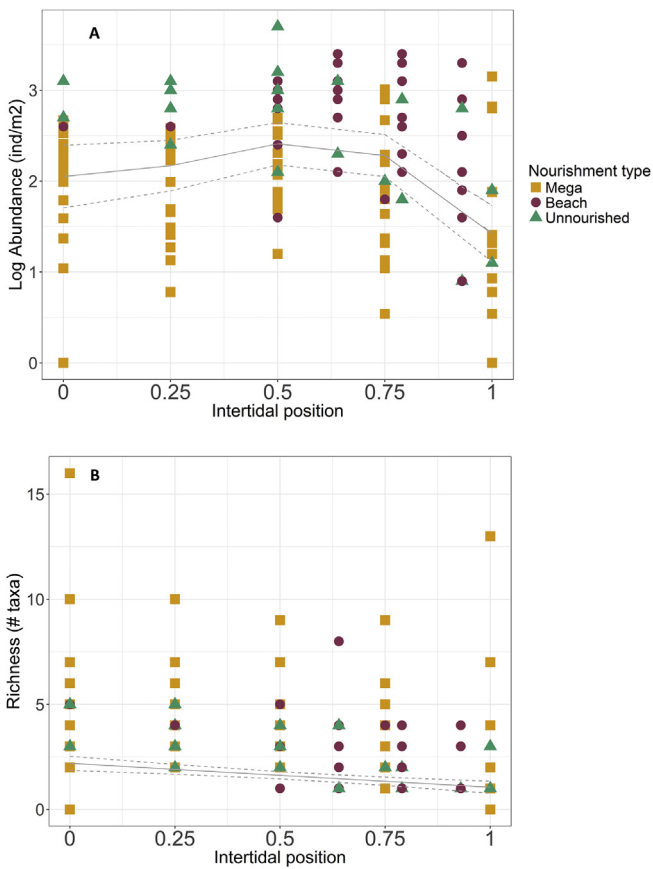 A
Log Abundance (ind/m2)
3
2
1
0
0 0.25 0.5 0.75 1
Intertidal position
Nourishment type
Mega
Beach
Unnourished
B
Richness (# taxa)
15
10
5
0
0 0.25 0.5 0.75 1
Intertidal position